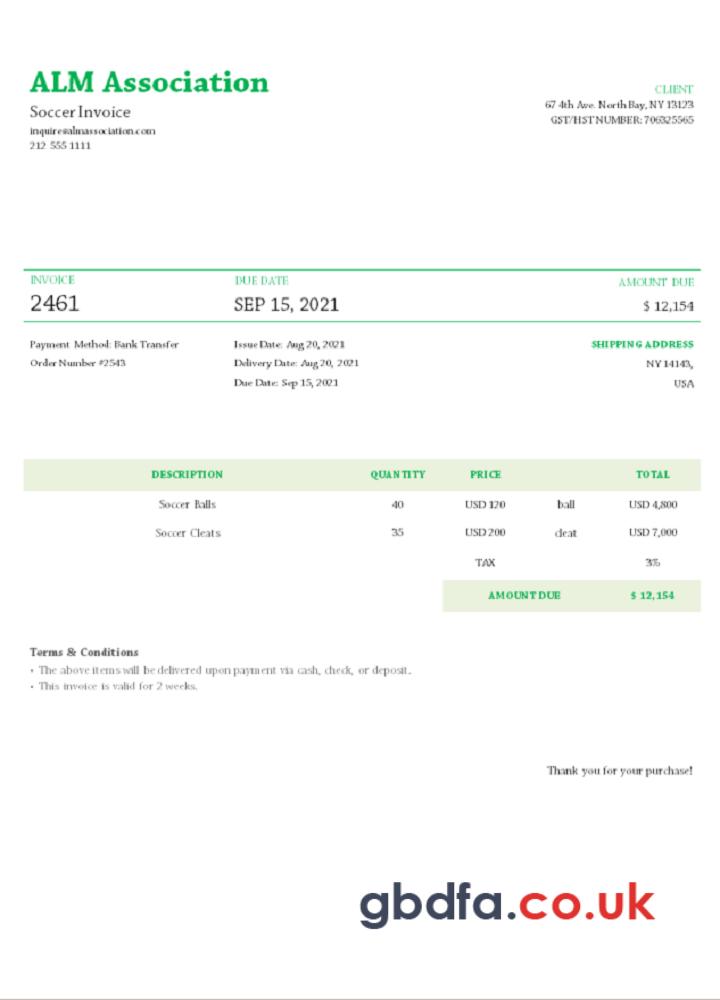 ALM Association
Soccer Invoice
inquire@almassociation.com
212 555 1111
CLIENT
67 4th Ave. North Bay, NY 13123
GST/HST NUMBER: 706325565
INVOICE
2461
DUE DATE
SEP 15, 2021
AMOUNT DUE
$ 12,154
Payment Method: Bank Transfer
Order Number #2543
Issue Date: Aug 20, 2021
Delivery Date: Aug 20, 2021
Due Date: Sep 15, 2021
SHIPPING ADDRESS
NY 14143,
USA
DESCRIPTION QUANTITY PRICE TOTAL
Soccer Balls 40 USD 120 ball USD 4,800
Soccer Cleats 35 USD 200 cleat USD 7,000
TAX 3%
AMOUNT DUE $ 12,154
Terms & Conditions
• The above items will be delivered upon payment via cash, check, or deposit.
• This invoice is valid for 2 weeks.
Thank you for your purchase!
gbdfa.co.uk